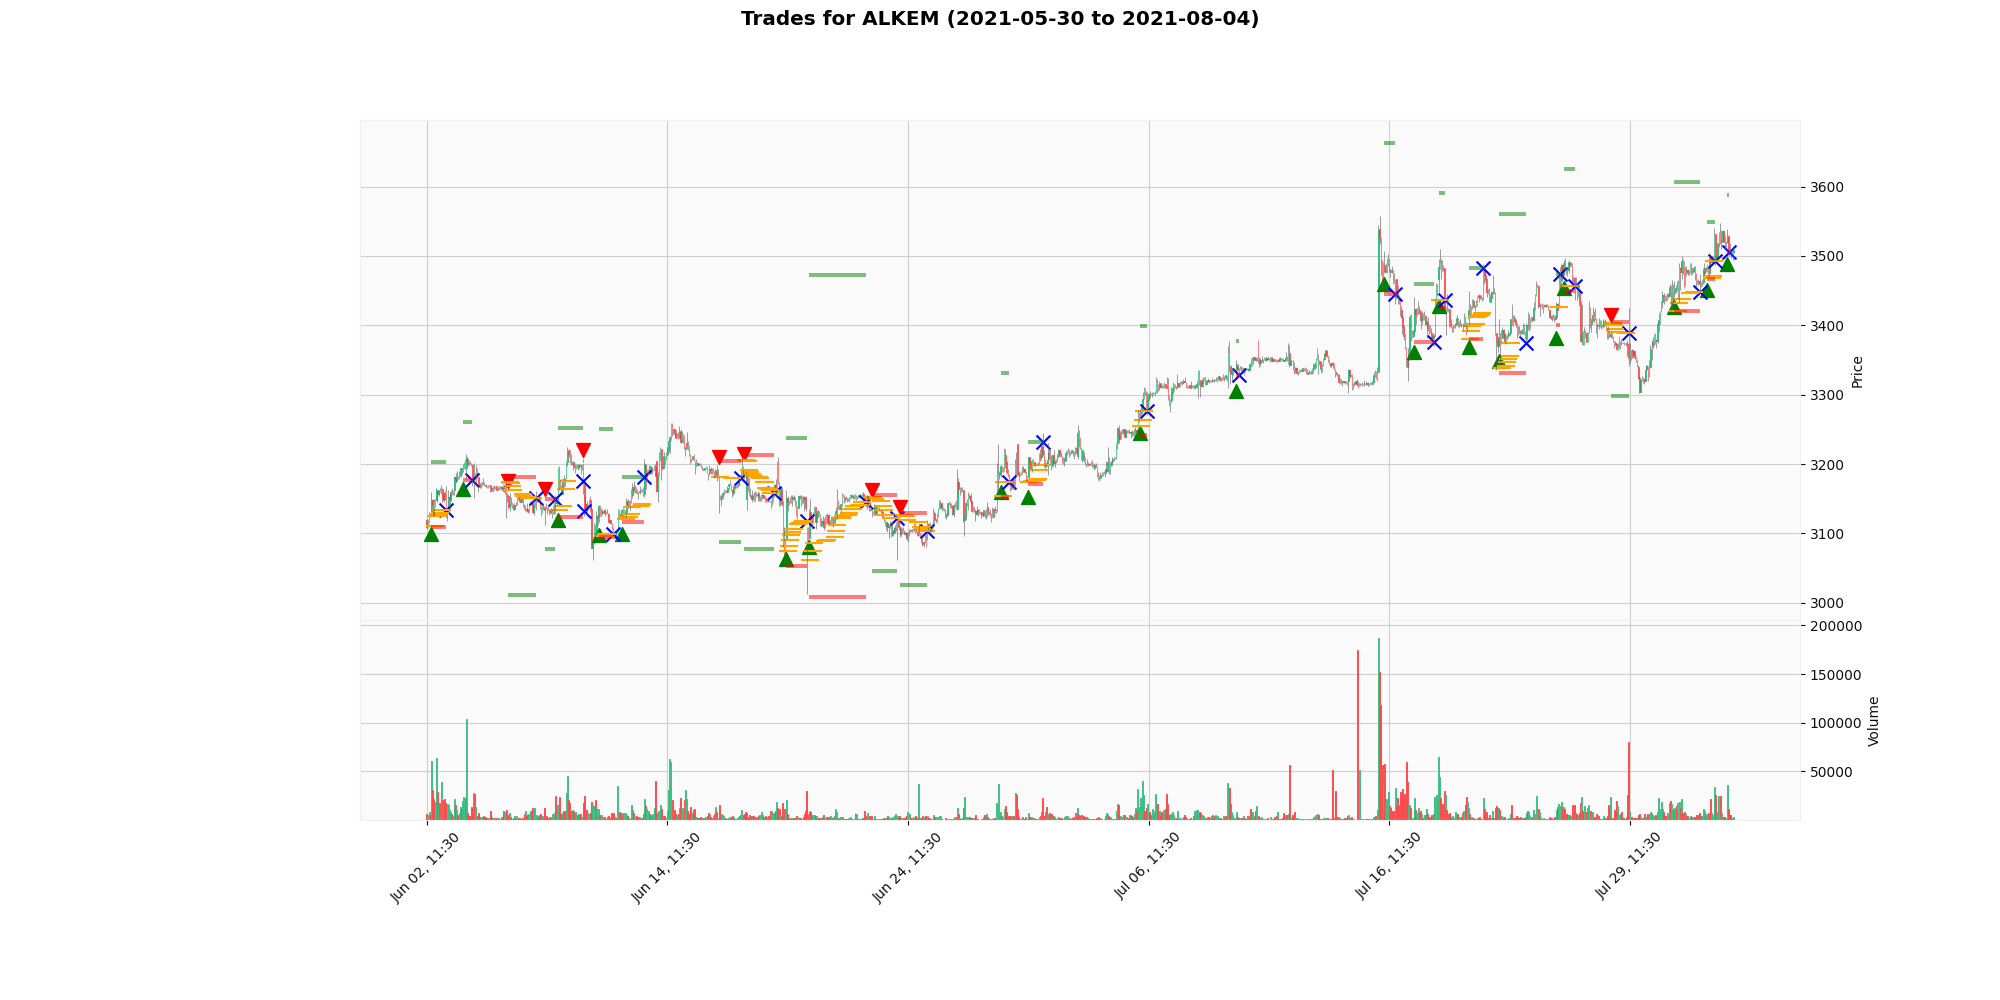 Trades for ALKEM (2021-05-30 to 2021-08-04)
3600
3500
3400
3300
3200
3100
3000
Price
200000
150000
100000
50000
Volume
Jun 02, 11:30
Jun 14, 11:30
Jun 24, 11:30
Jul 06, 11:30
Jul 16, 11:30
Jul 29, 11:30